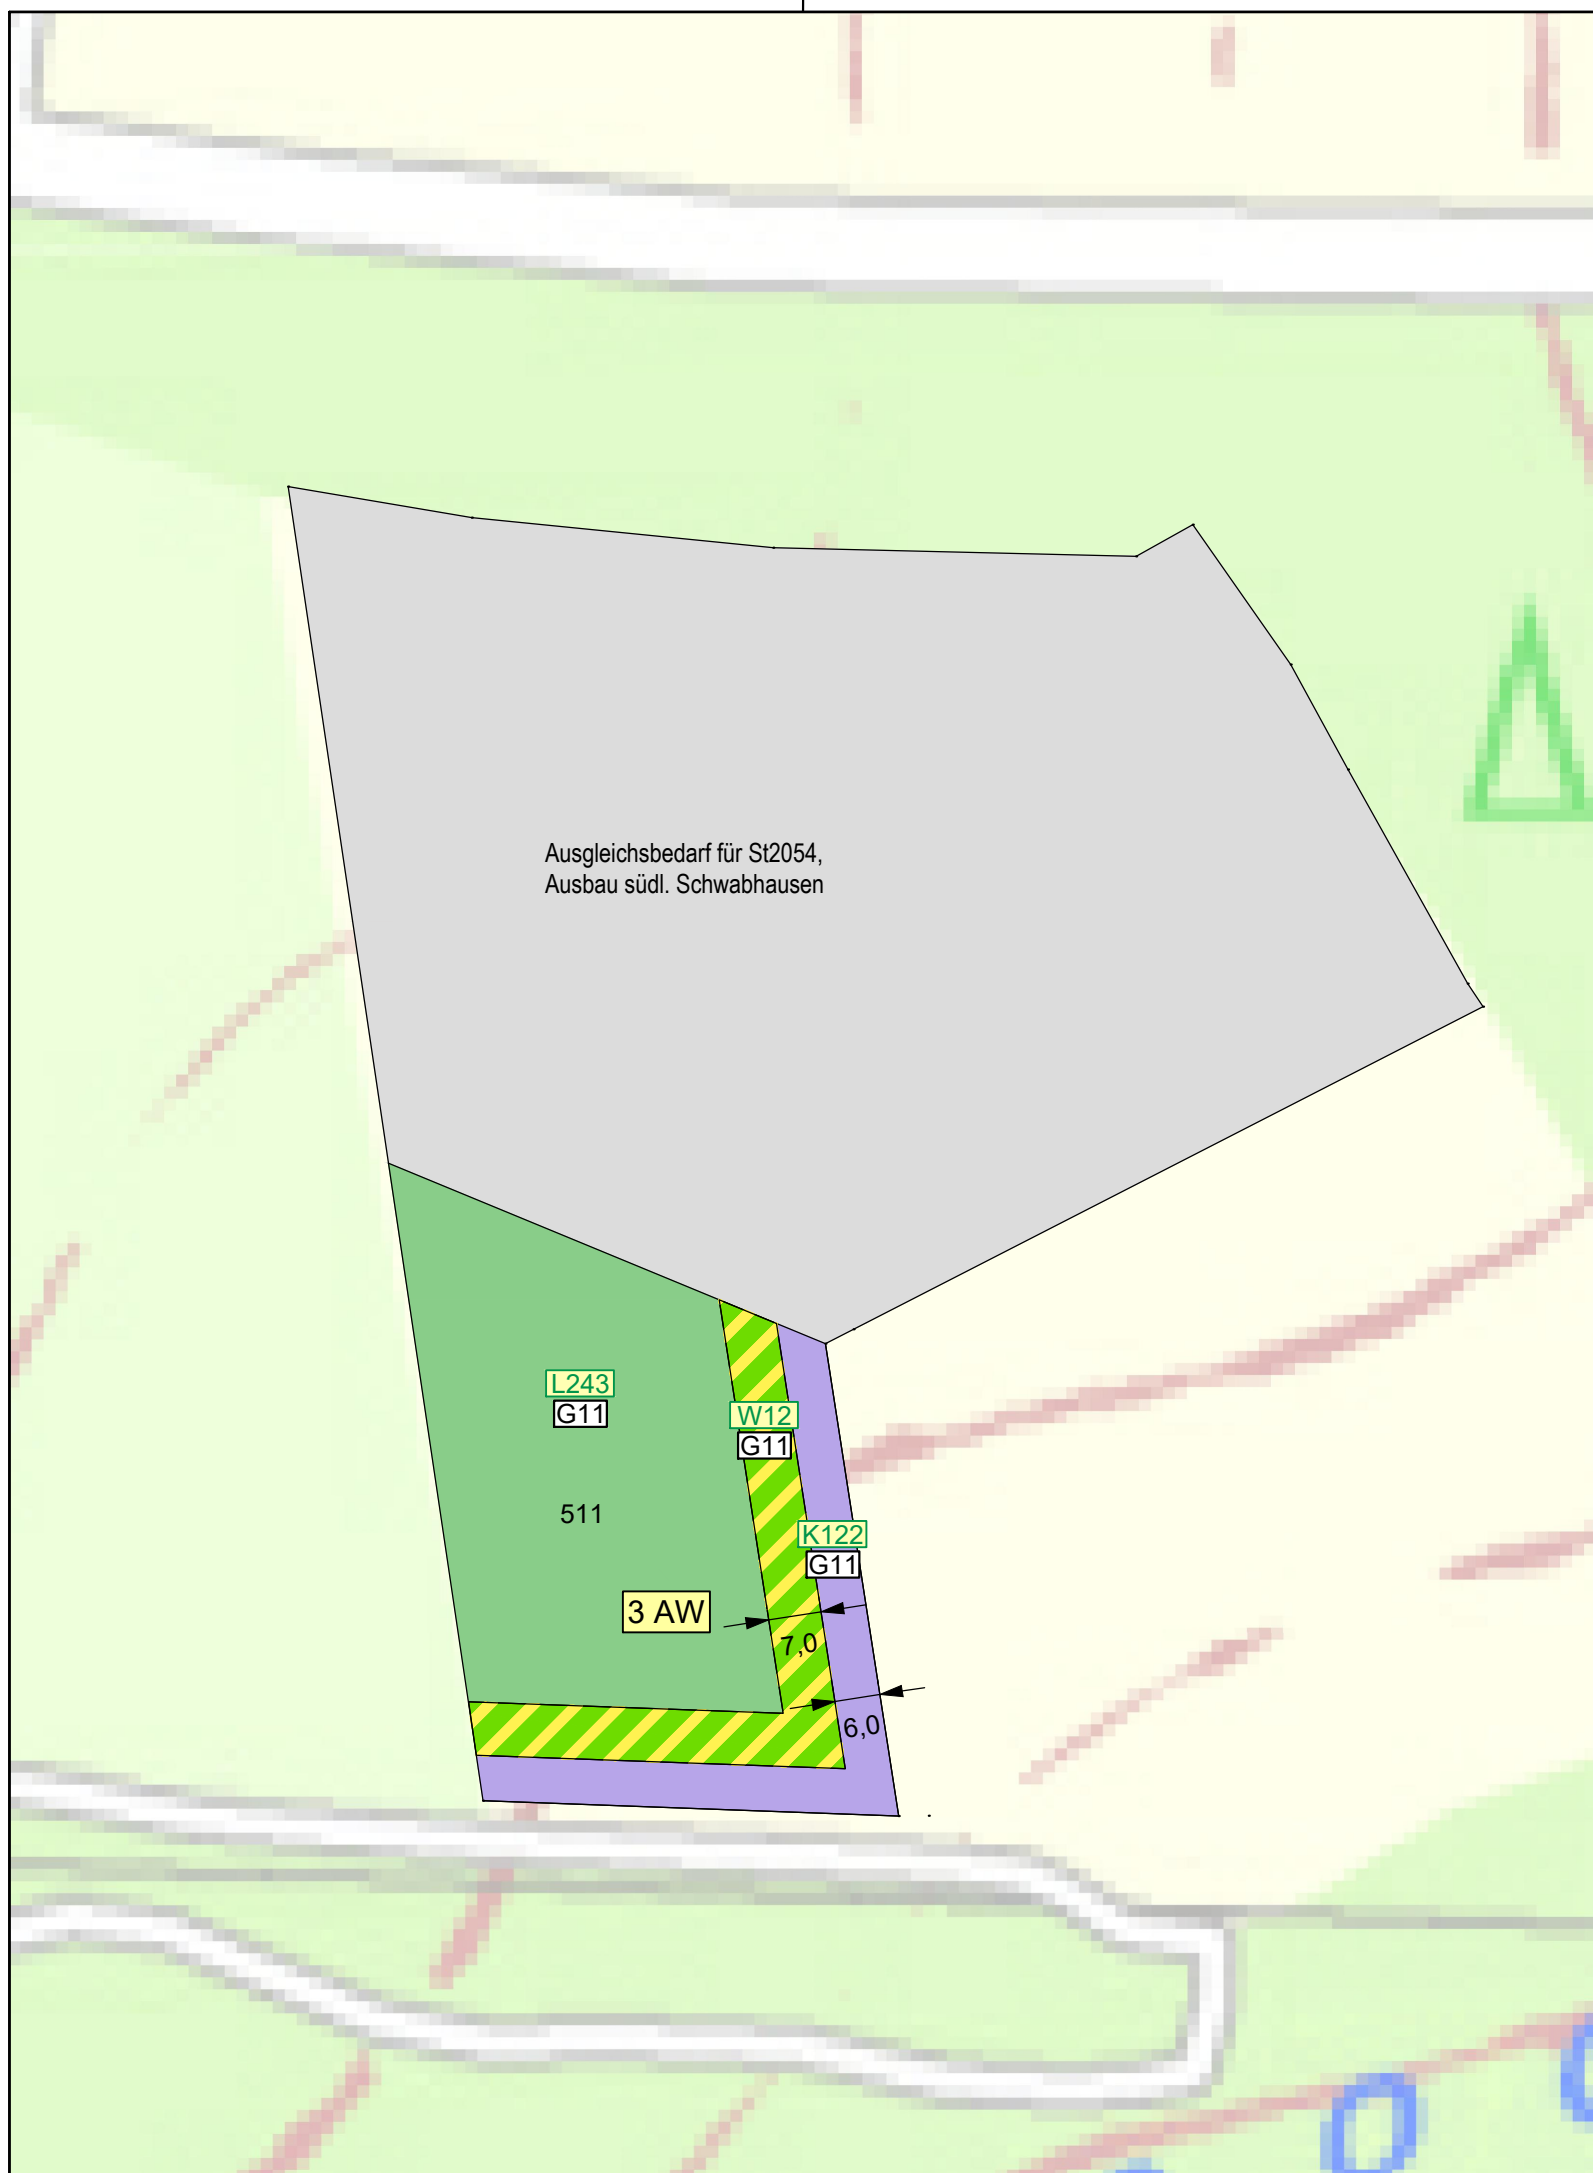 Ausgleichsbedarf für St2054,
Ausbau südl. Schwabhausen
L243
G11
W12
G11
511
K122
G11
3 AW
7,0
6,0